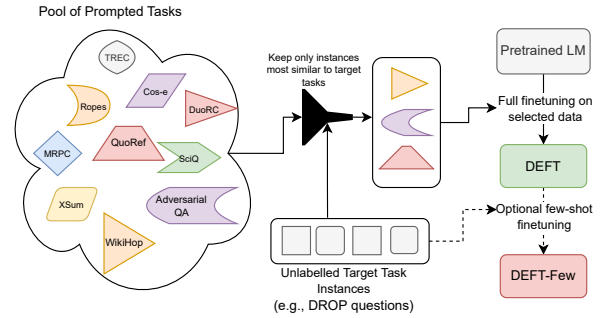 Pool of Prompted Tasks
TREC
Cos-e
Ropes
DuoRC
QuoRef
MRPC
SciQ
XSum
Adversarial
QA
WikiHop
Keep only instances
most similar to target
tasks
Unlabelled Target Task
Instances
(e.g., DROP questions)
Pretrained LM
Full finetuning on
selected data
DEFT
Optional few-shot
finetuning
DEFT-Few